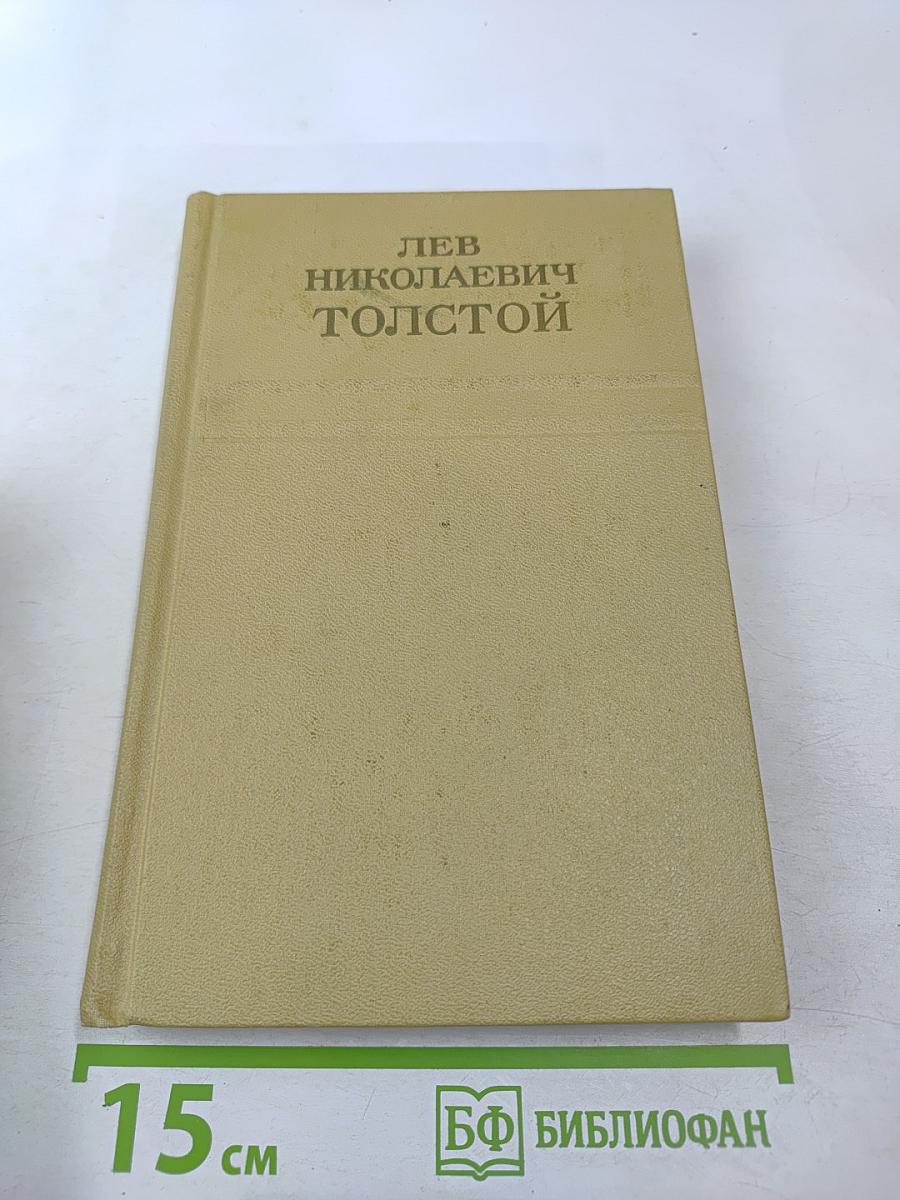 ЛЕВ
НИКОЛАЕВИЧ
ТОЛСТОЙ
15 см
БФ БИБЛИОФАН